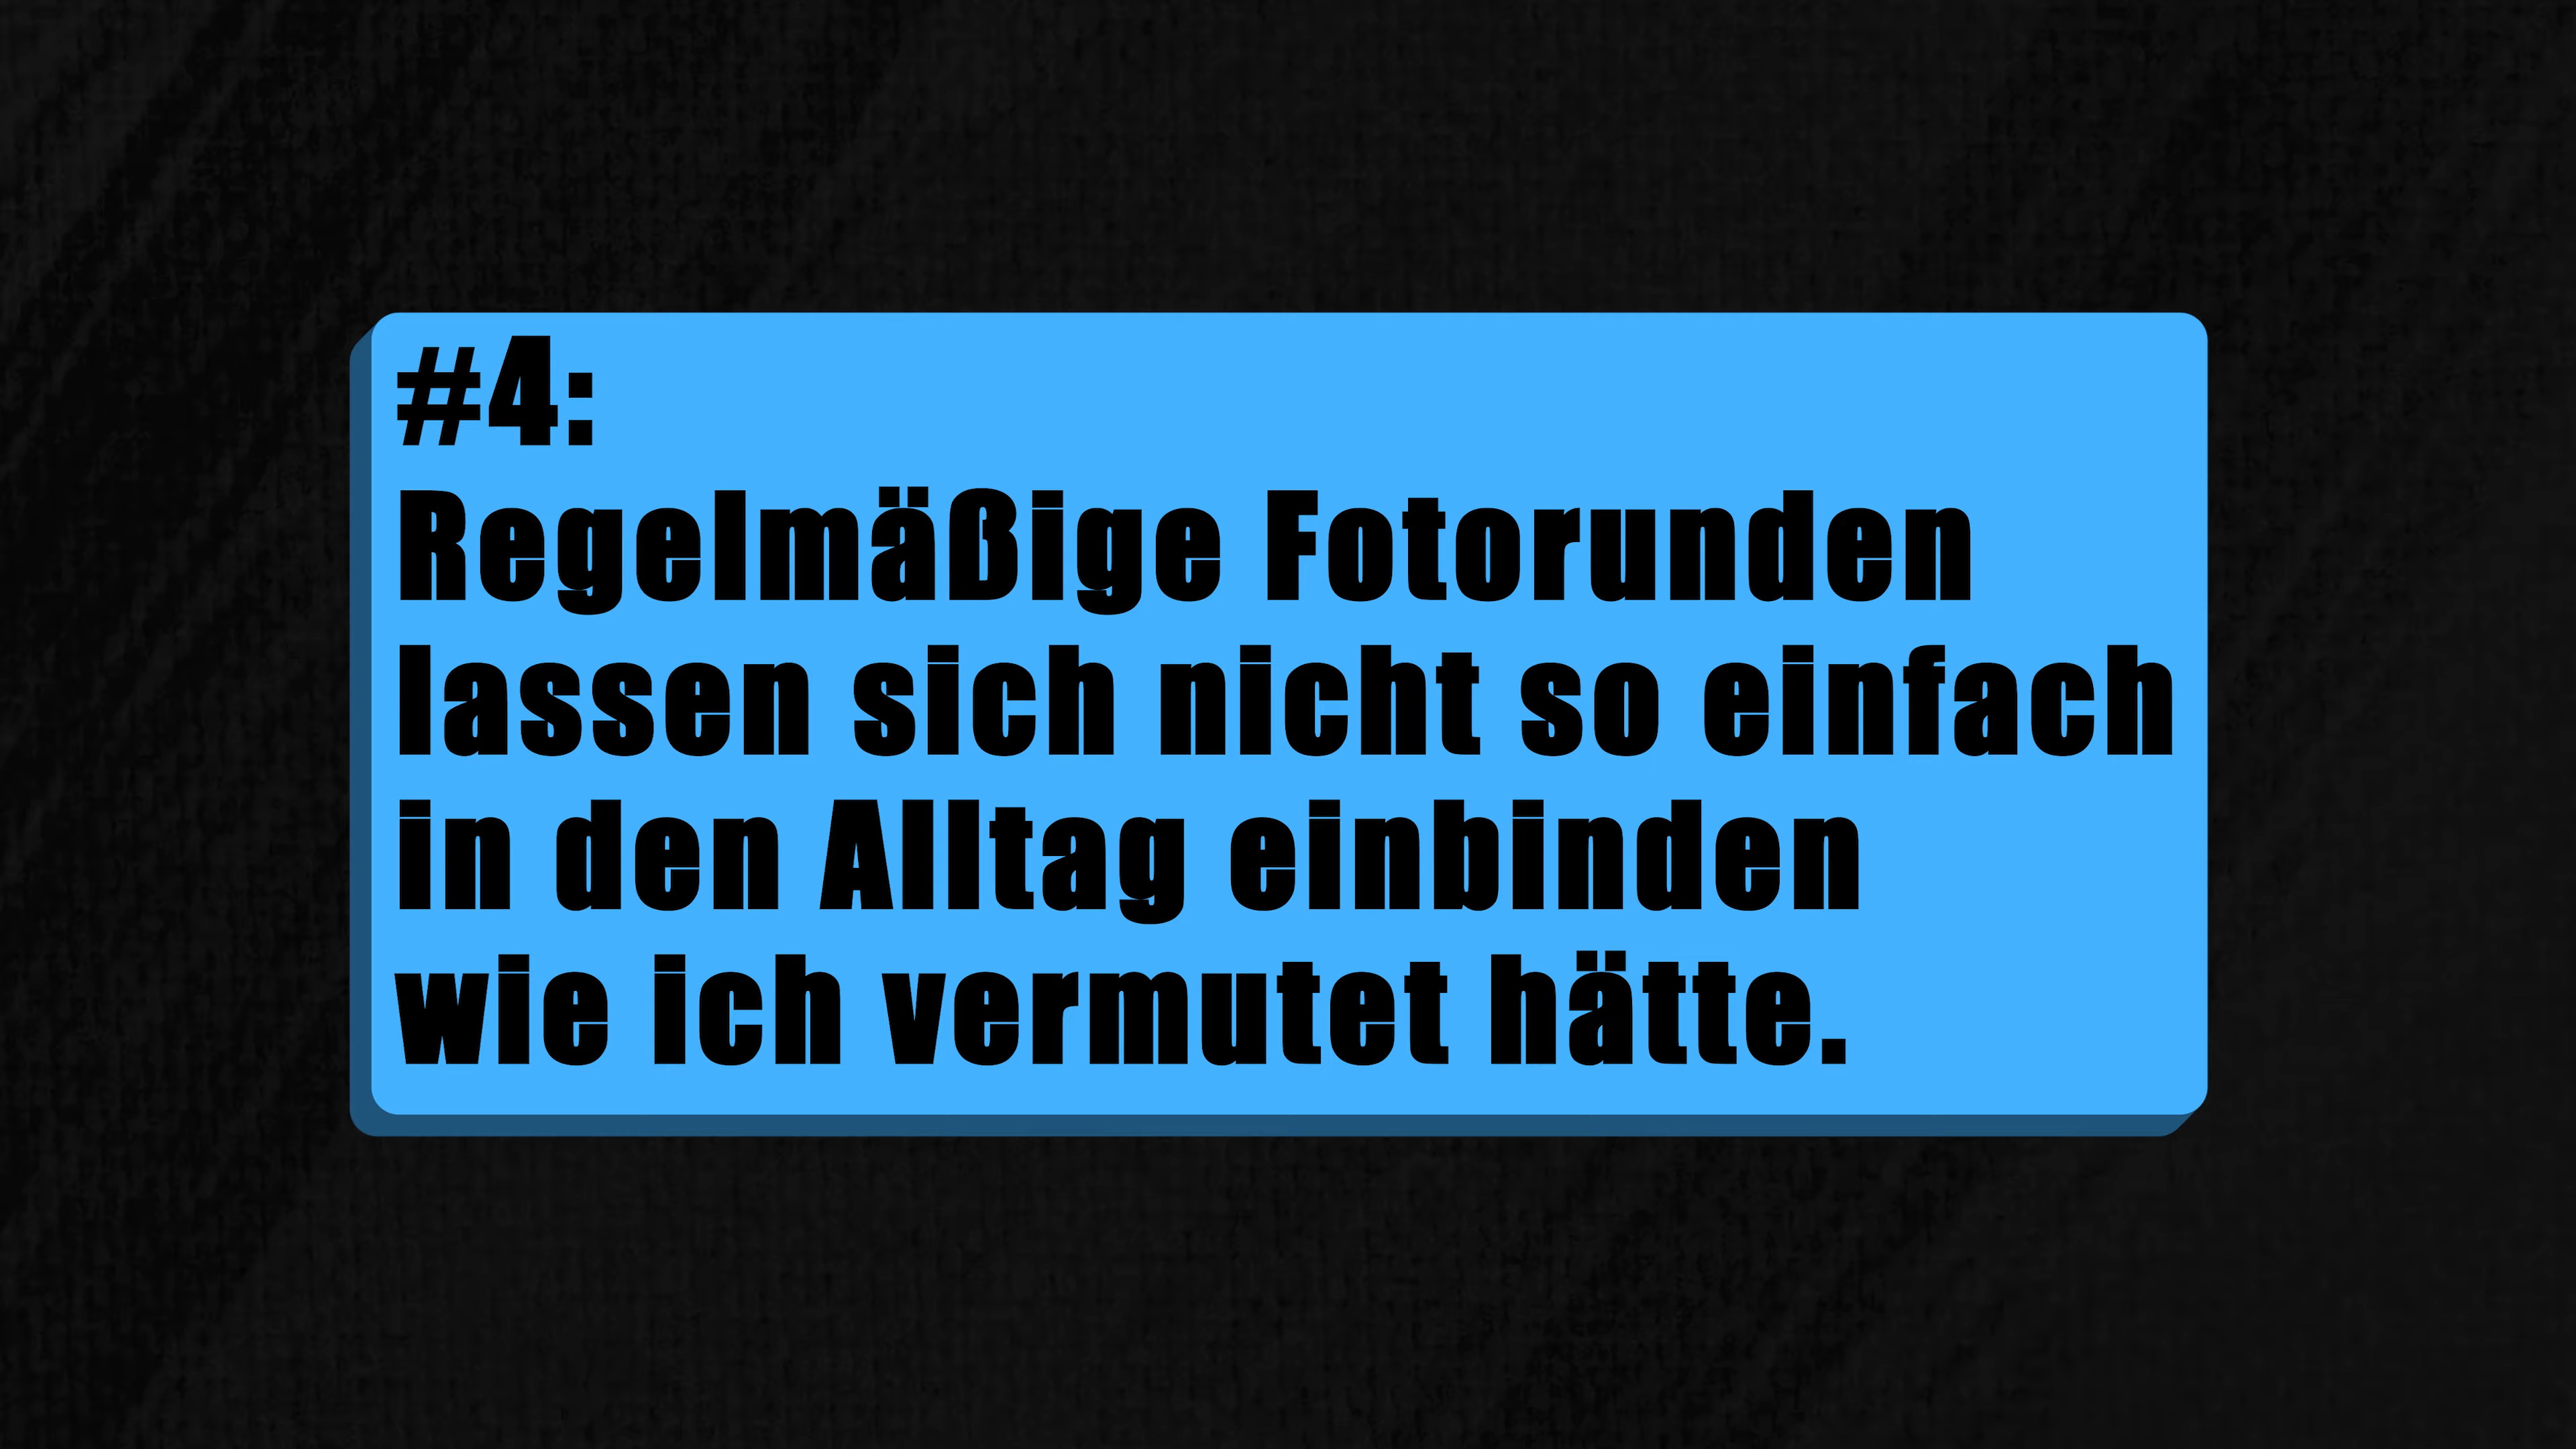 #4:
Regelmäßige Fotorunden
lassen sich nicht so einfach
in den Alltag einbinden
wie ich vermutet hätte.